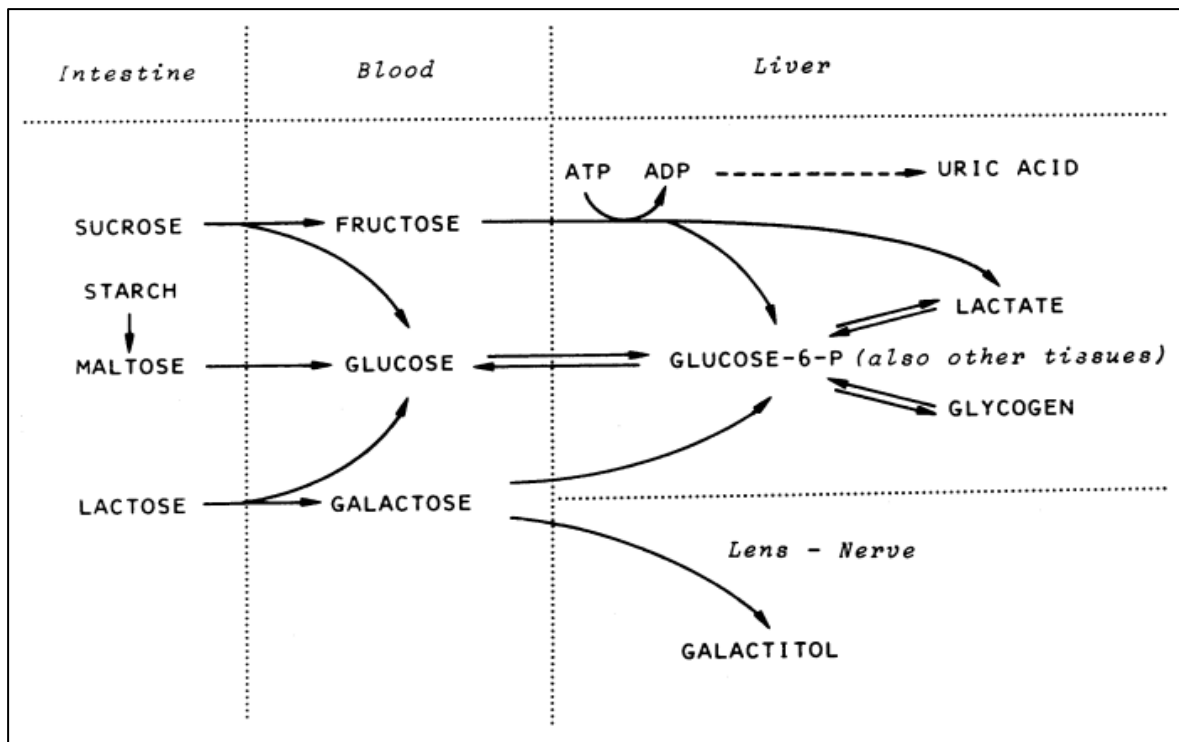 Intestine Blood Liver
ATP ADP URIC ACID
SUCROSE FRUCTOSE
STARCH LACTATE
MALTOSE GLUCOSE GLUCOSE-6-P (also other tissues)
GLYCOGEN
LACTOSE GALACTOSE
Lens - Nerve
GALACTITOL